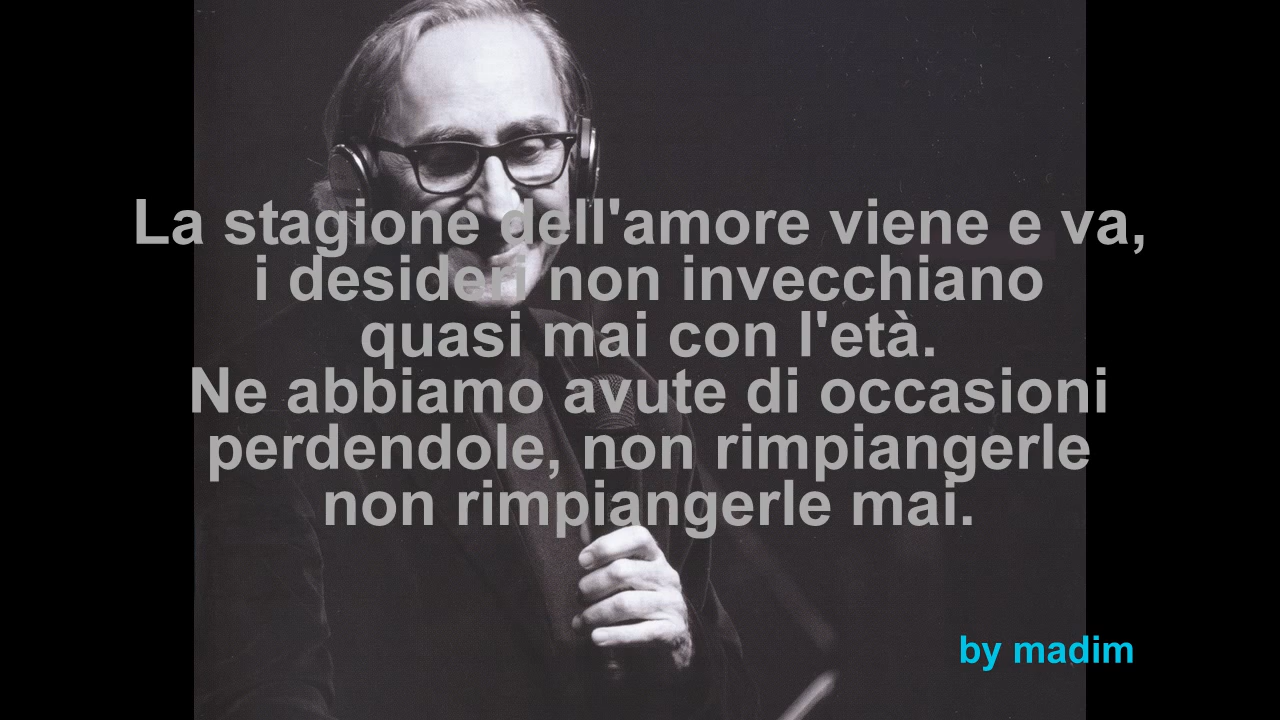 La stagione dell'amore viene e va,
i desideri non invecchiano
quasi mai con l'età.
Ne abbiamo avute di occasioni
perdendole, non rimpiangerle
non rimpiangerle mai.
by madim